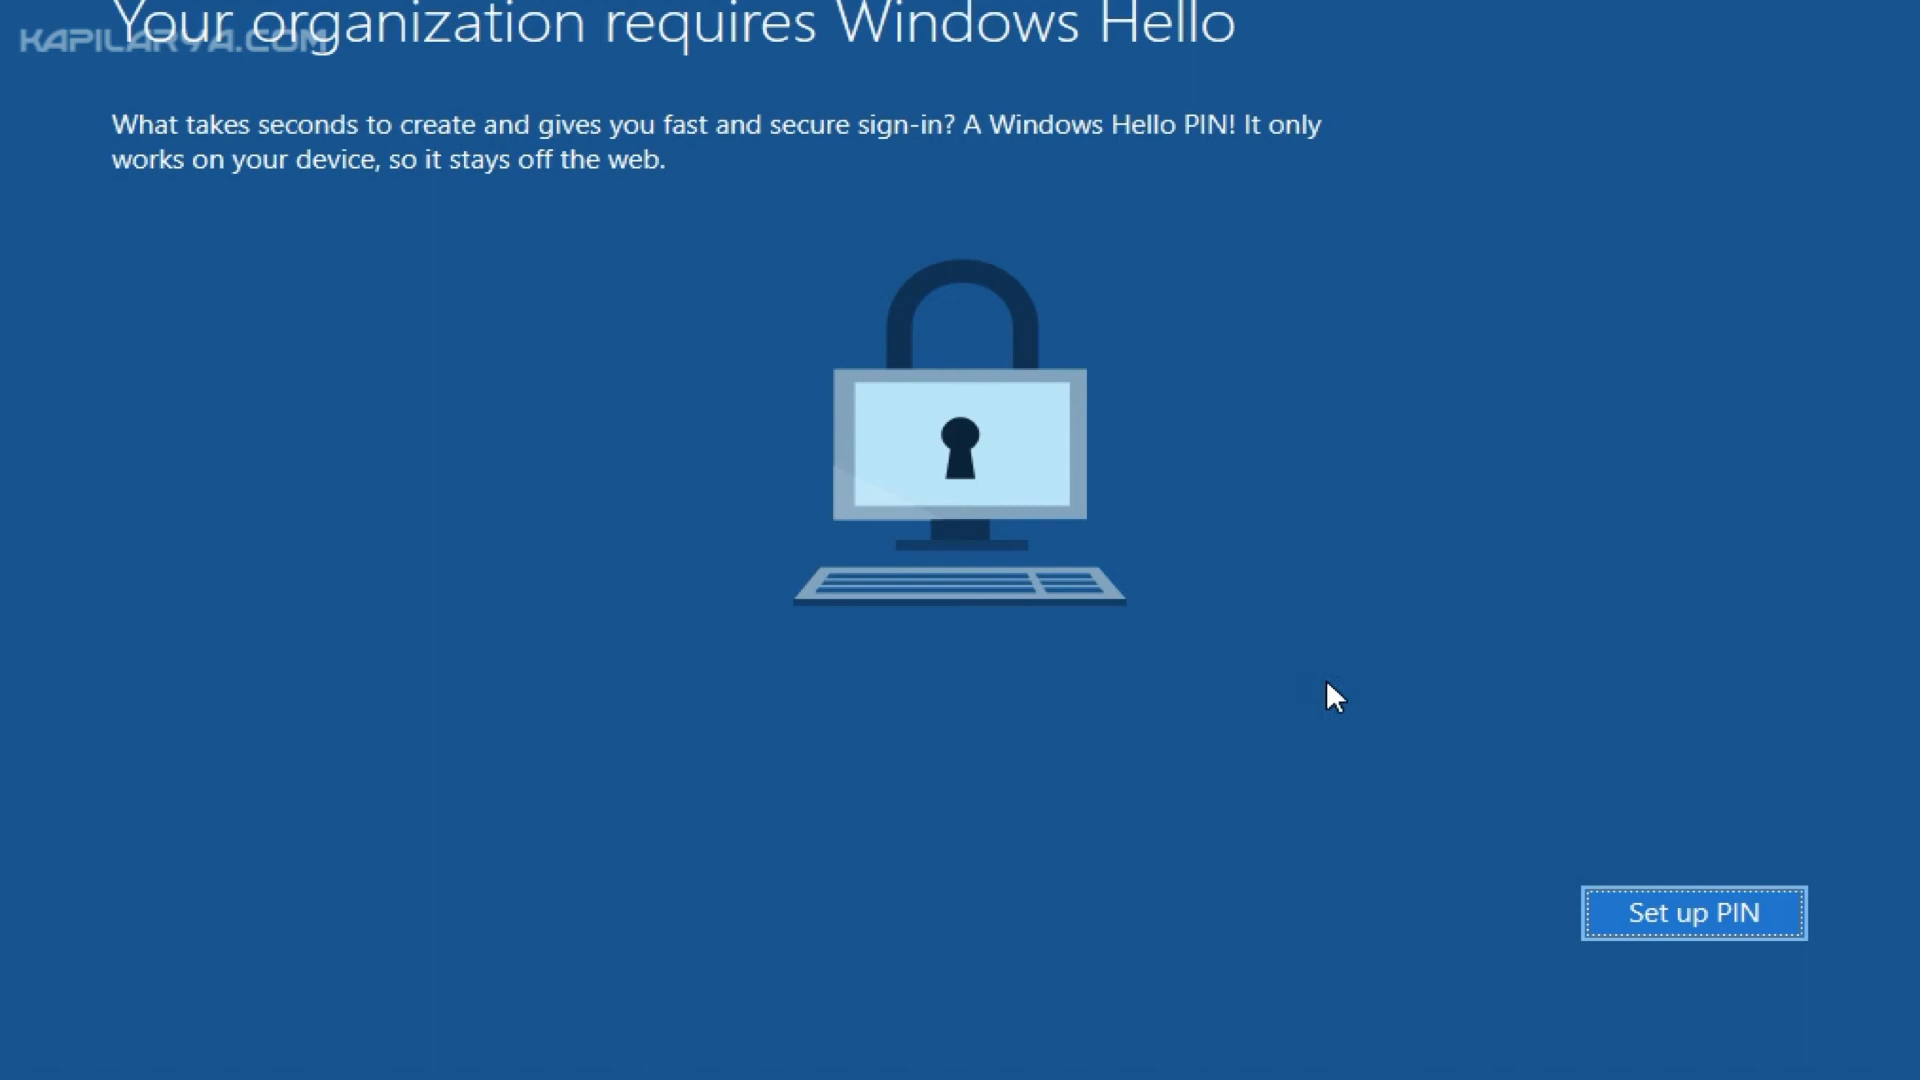 Your organization requires Windows Hello
KAPILARYA.COM
What takes seconds to create and gives you fast and secure sign-in? A Windows Hello PIN! It only
works on your device, so it stays off the web.
Set up PIN